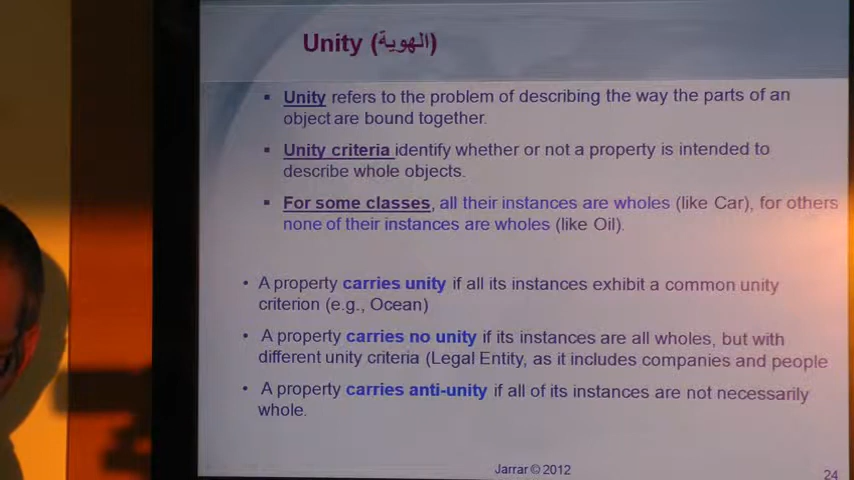 Unity (الهوية)
▪ Unity refers to the problem of describing the way the parts of an
object are bound together.
▪ Unity criteria identify whether or not a property is intended to
describe whole objects.
▪ For some classes, all their instances are wholes (like Car), for others
none of their instances are wholes (like Oil).
• A property carries unity if all its instances exhibit a common unity
criterion (e.g., Ocean)
• A property carries no unity if its instances are all wholes, but with
different unity criteria (Legal Entity, as it includes companies and people
• A property carries anti-unity if all of its instances are not necessarily
whole.
Jarrar © 2012
24